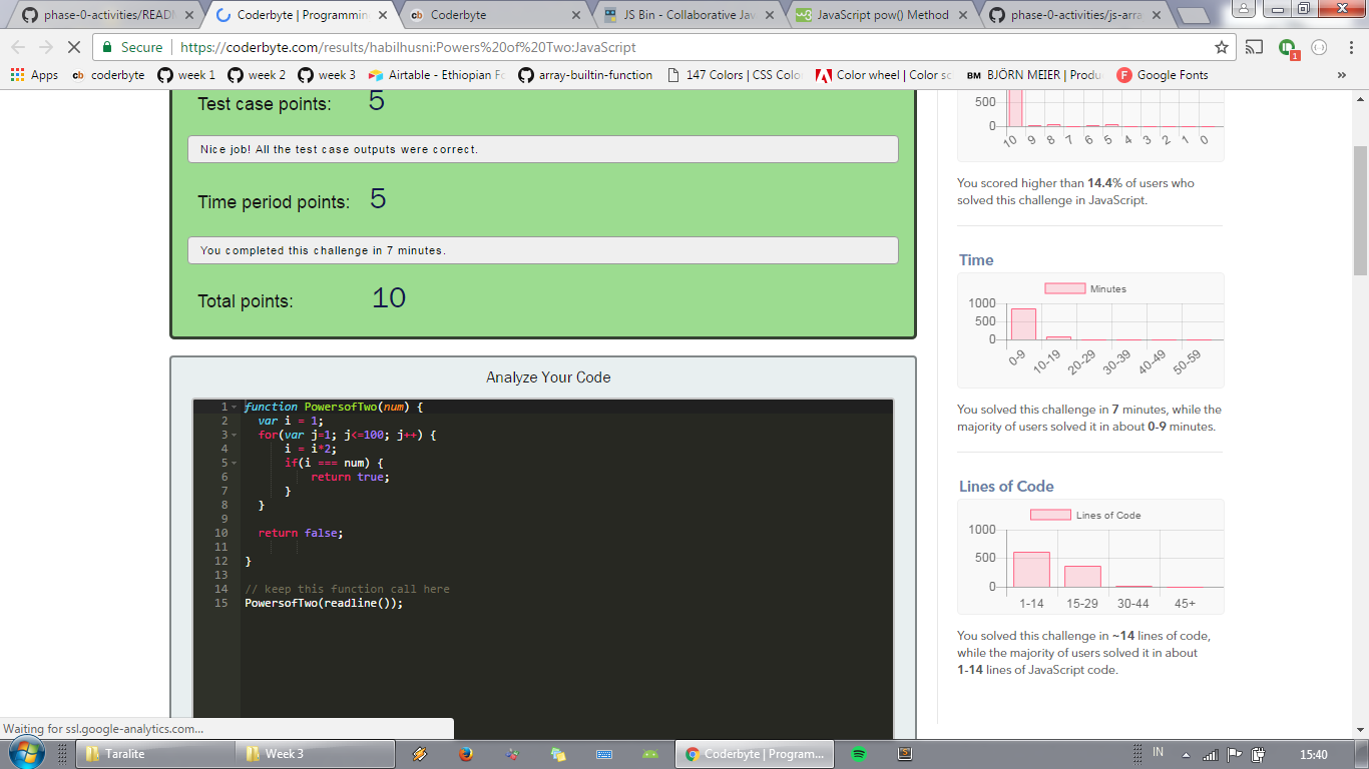 phase-0-activities/READM
Coderbyte | Programmin
Coderbyte
JS Bin - Collaborative Jav
JavaScript pow() Method
phase-0-activities/js-arra
Secure
https://coderbyte.com/results/habilhusni:Powers%20of%20Two:JavaScript
1
Apps
coderbyte
week 1
week 2
week 3
Airtable - Ethiopian Fo
array-builtin-function
147 Colors | CSS Colo
Color wheel | Color sc
BM BJÖRN MEIER | Produ
Google Fonts
»
Test case points: 5
Nice job! All the test case outputs were correct.
Time period points: 5
You completed this challenge in 7 minutes.
Total points: 10
Analyze Your Code
1 function PowersofTwo(num) {
2 var i = 1;
3 for(var j=1; j<=100; j++) {
4 i = i*2;
5 if(i === num) {
6 return true;
7 }
8 }
9
10 return false;
11
12 }
13
14 // keep this function call here
15 PowersofTwo(readline());
500
0
10 9 8 7 6 5 4 3 2 1 0
You scored higher than 14.4% of users who
solved this challenge in JavaScript.
Time
Minutes
1000
500
0
0-9 10-19 20-29 30-39 40-49 50-59
You solved this challenge in 7 minutes, while the
majority of users solved it in about 0-9 minutes.
Lines of Code
Lines of Code
1000
500
0
1-14 15-29 30-44 45+
You solved this challenge in ~14 lines of code,
while the majority of users solved it in about
1-14 lines of JavaScript code.
Waiting for ssl.google-analytics.com...
Taralite
Week 3
Coderbyte | Program...
IN
15:40